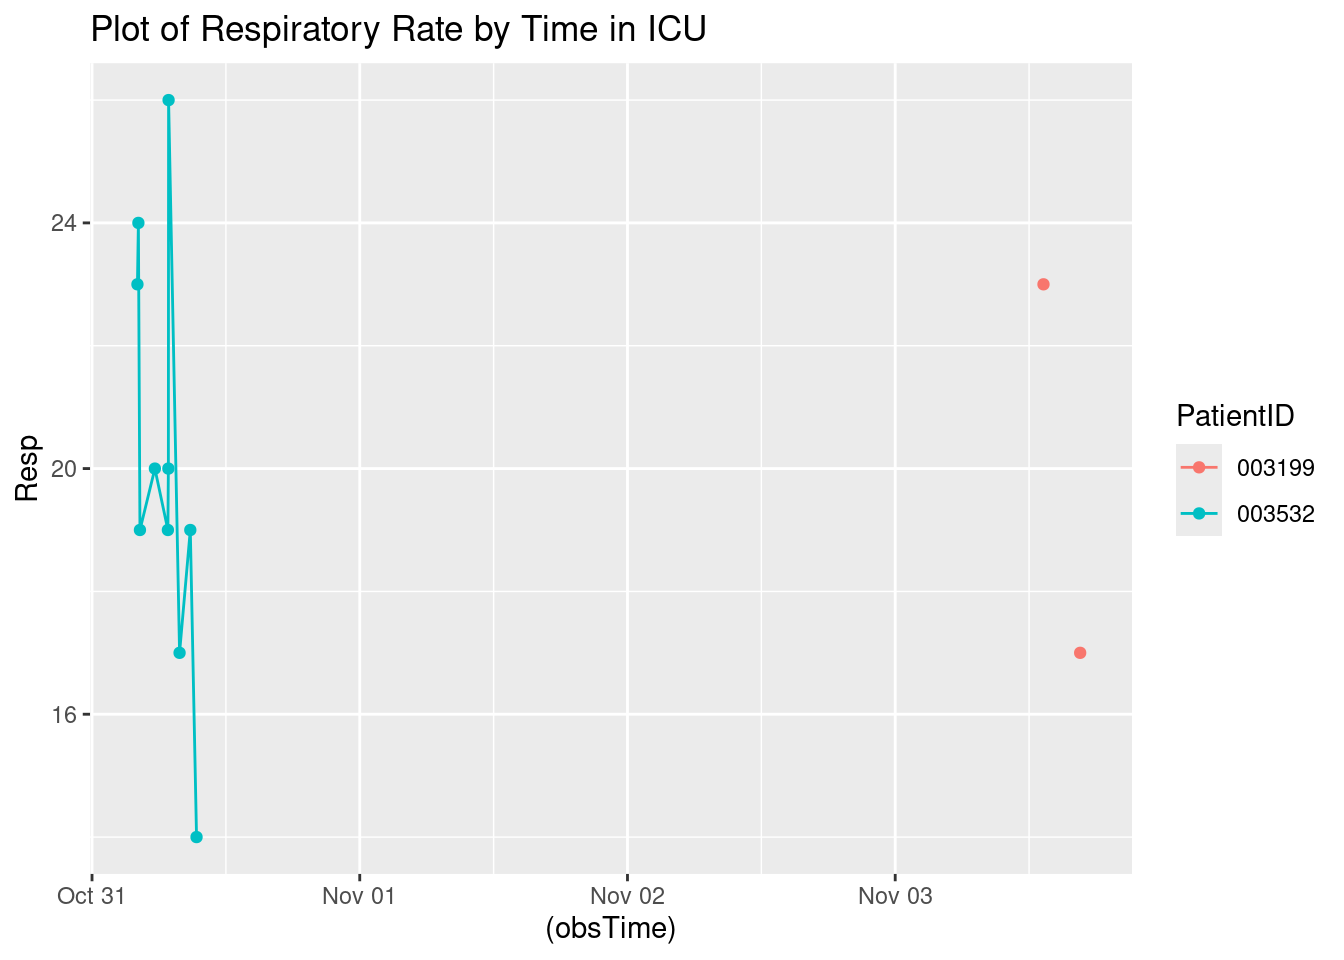 Plot of Respiratory Rate by Time in ICU
24
20
16
Resp
Oct 31
Nov 01
Nov 02
Nov 03
(obsTime)
PatientID
003199
003532